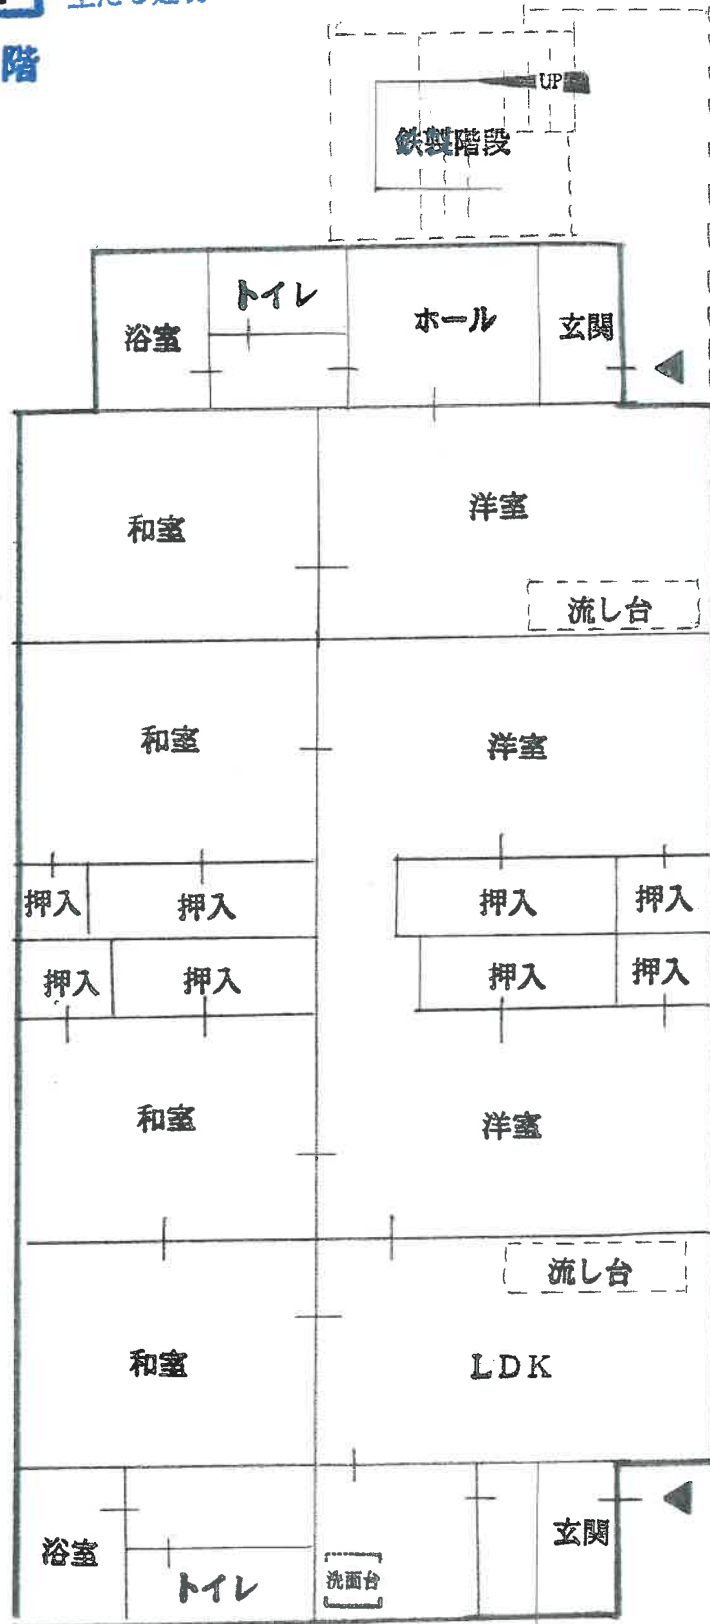 階
UP
鉄製階段
トイレ
ホール
浴室
玄関
和室
洋室
流し台
和室
洋室
押入
押入
押入
押入
押入
押入
押入
押入
和室
洋室
流し台
和室
LDK
浴室
トイレ
洗面台
玄関